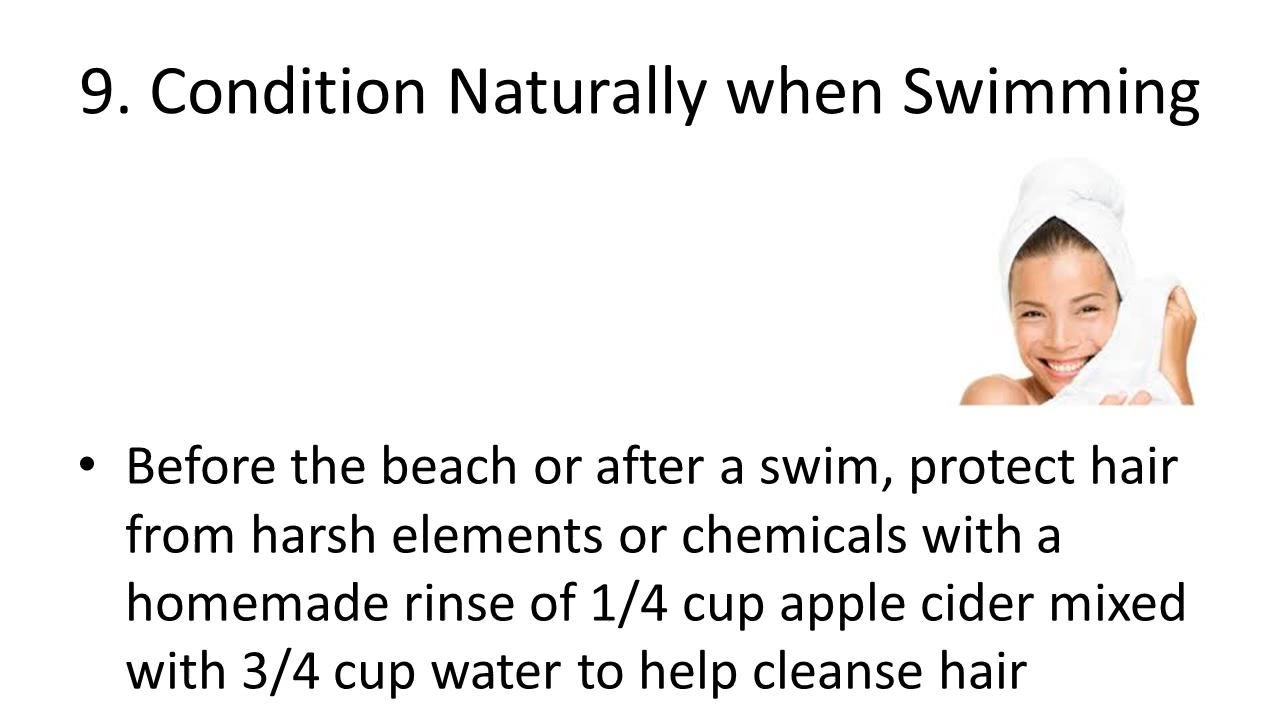 9. Condition Naturally when Swimming
• Before the beach or after a swim, protect hair
from harsh elements or chemicals with a
homemade rinse of 1/4 cup apple cider mixed
with 3/4 cup water to help cleanse hair